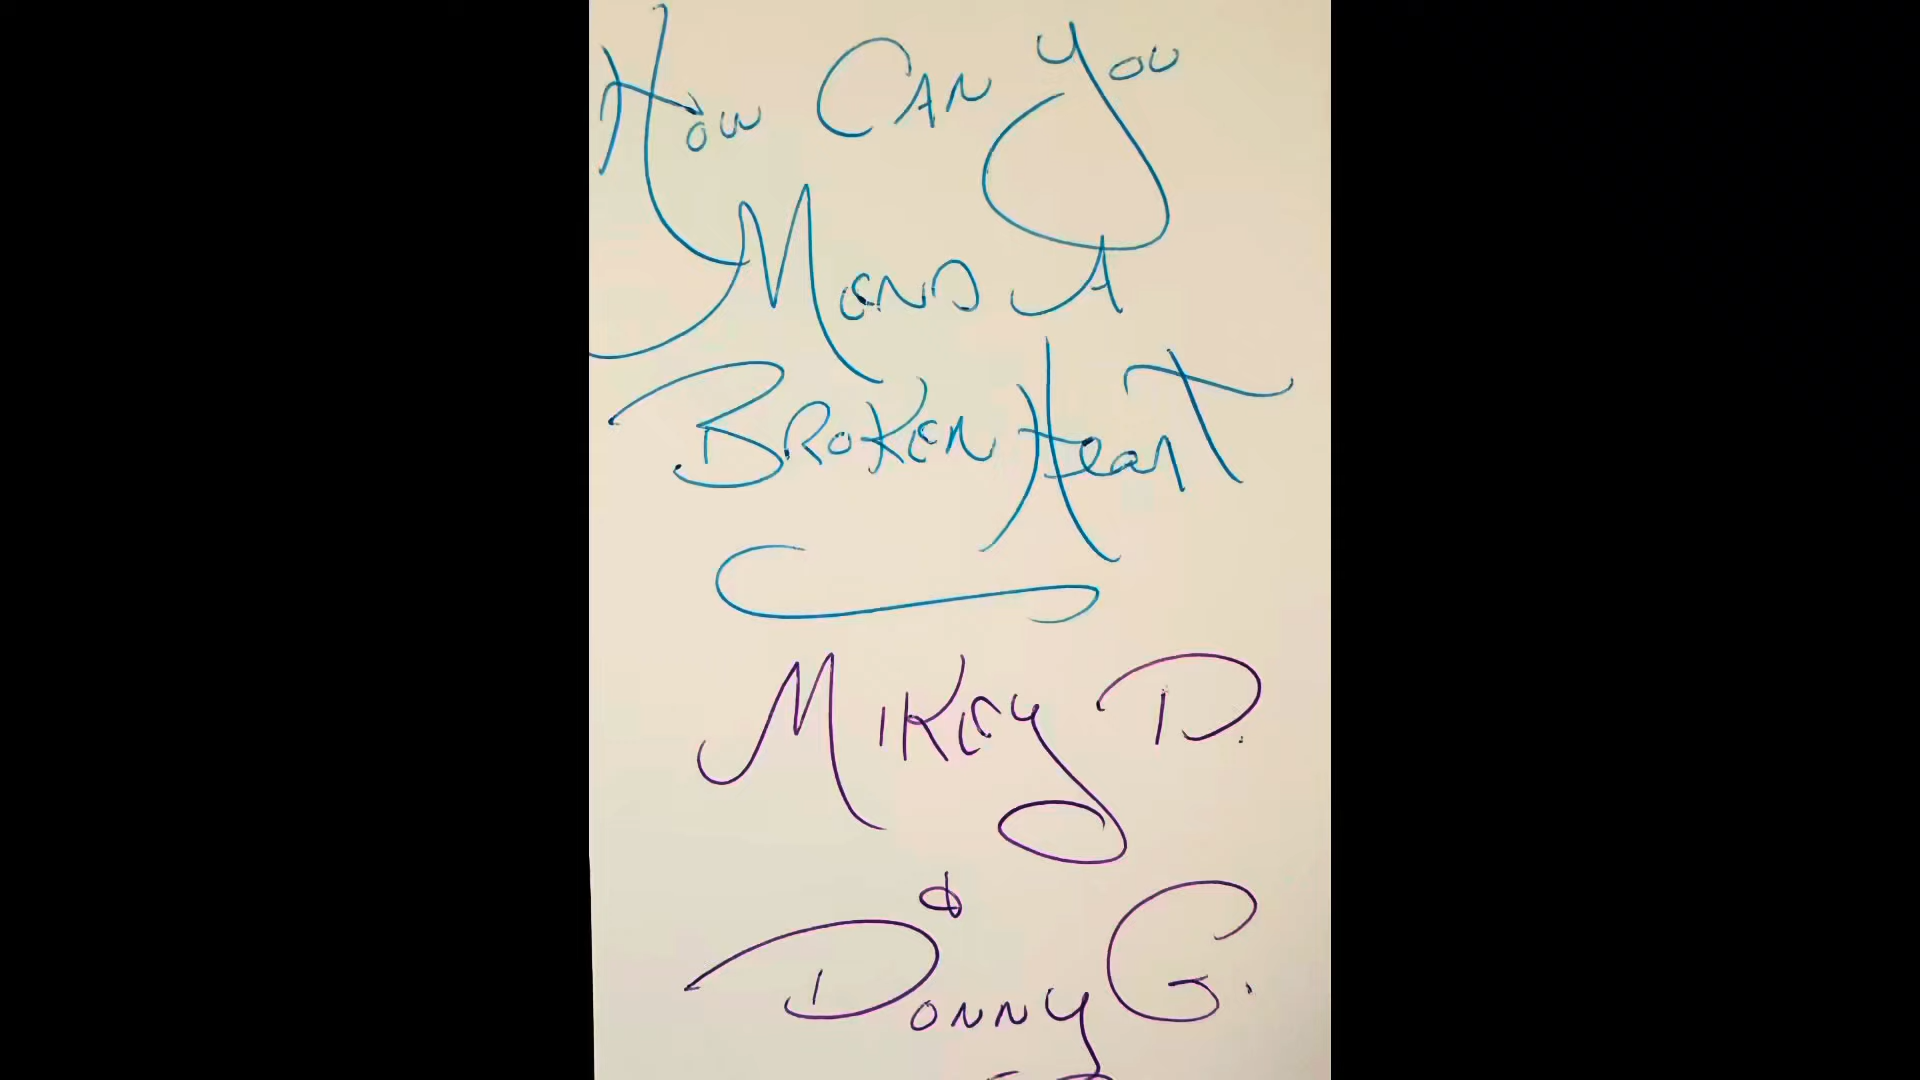 How CAN You
Mend A
BROKEN Heart
MIKEy D.
&
DONNy G.